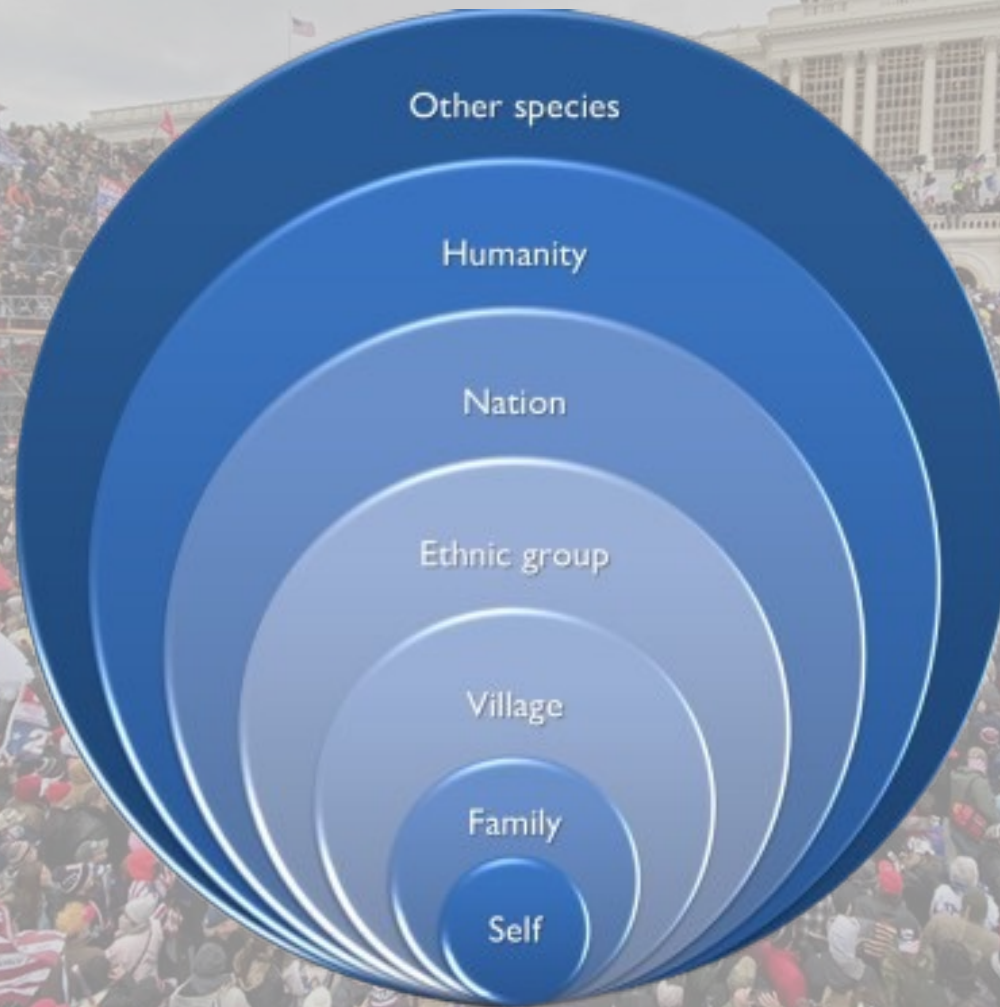 Other species
Humanity
Nation
Ethnic group
Village
Family
Self